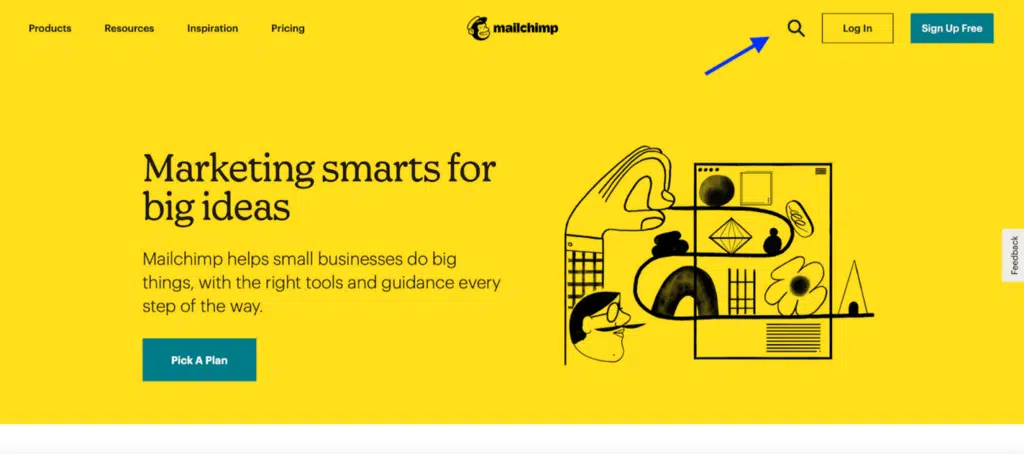 Products Resources Inspiration Pricing mailchimp Log In Sign Up Free
Marketing smarts for
big ideas
Mailchimp helps small businesses do big
things, with the right tools and guidance every
step of the way.
Pick A Plan
Feedback